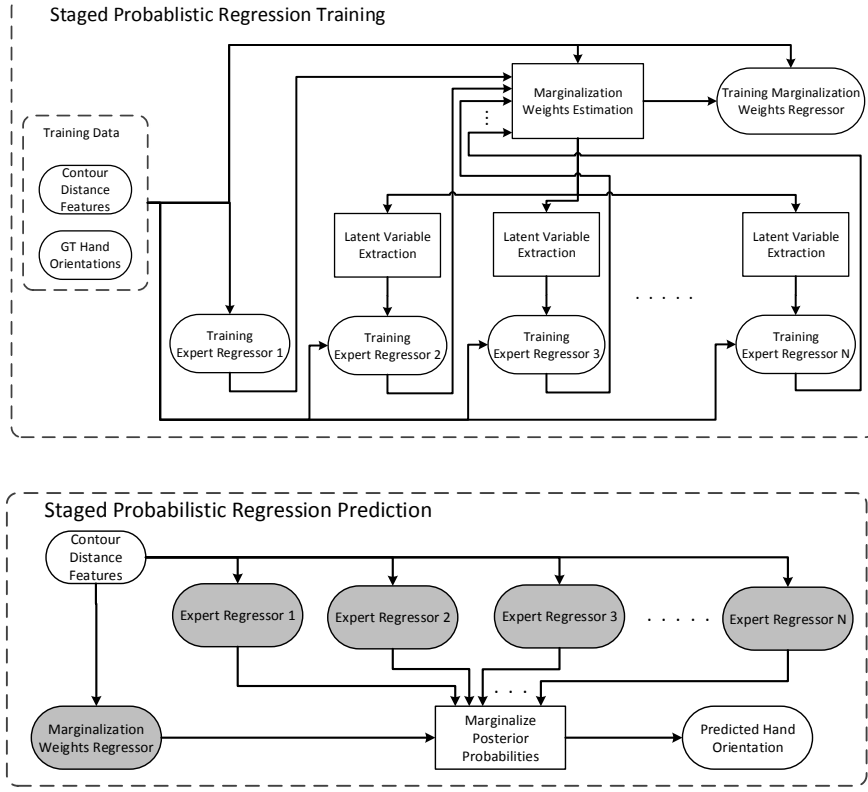 Staged Probablistic Regression Training
Training Data
Contour
Distance
Features
GT Hand
Orientations
Marginalization
Weights Estimation
Training Marginalization
Weights Regressor
Latent Variable
Extraction
Latent Variable
Extraction
Latent Variable
Extraction
Training
Expert Regressor 1
Training
Expert Regressor 2
Training
Expert Regressor 3
. . . . .
Training
Expert Regressor N
Staged Probabilistic Regression Prediction
Contour
Distance
Features
Expert Regressor 1
Expert Regressor 2
Expert Regressor 3
. . . . .
Expert Regressor N
. . .
Marginalization
Weights Regressor
Marginalize
Posterior
Probabilities
Predicted Hand
Orientation